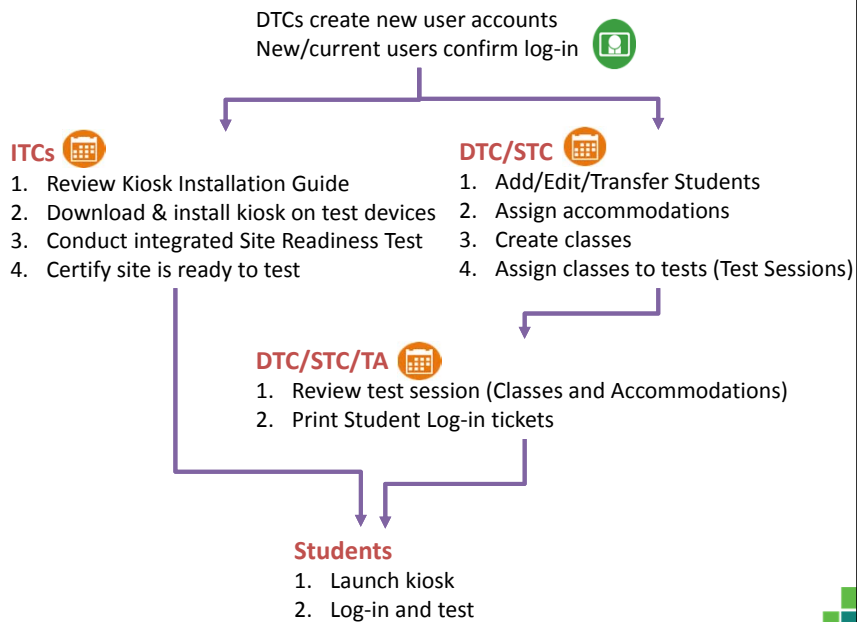 DTCs create new user accounts
New/current users confirm log-in
ITCs
1. Review Kiosk Installation Guide
2. Download & install kiosk on test devices
3. Conduct integrated Site Readiness Test
4. Certify site is ready to test
DTC/STC
1. Add/Edit/Transfer Students
2. Assign accommodations
3. Create classes
4. Assign classes to tests (Test Sessions)
DTC/STC/TA
1. Review test session (Classes and Accommodations)
2. Print Student Log-in tickets
Students
1. Launch kiosk
2. Log-in and test